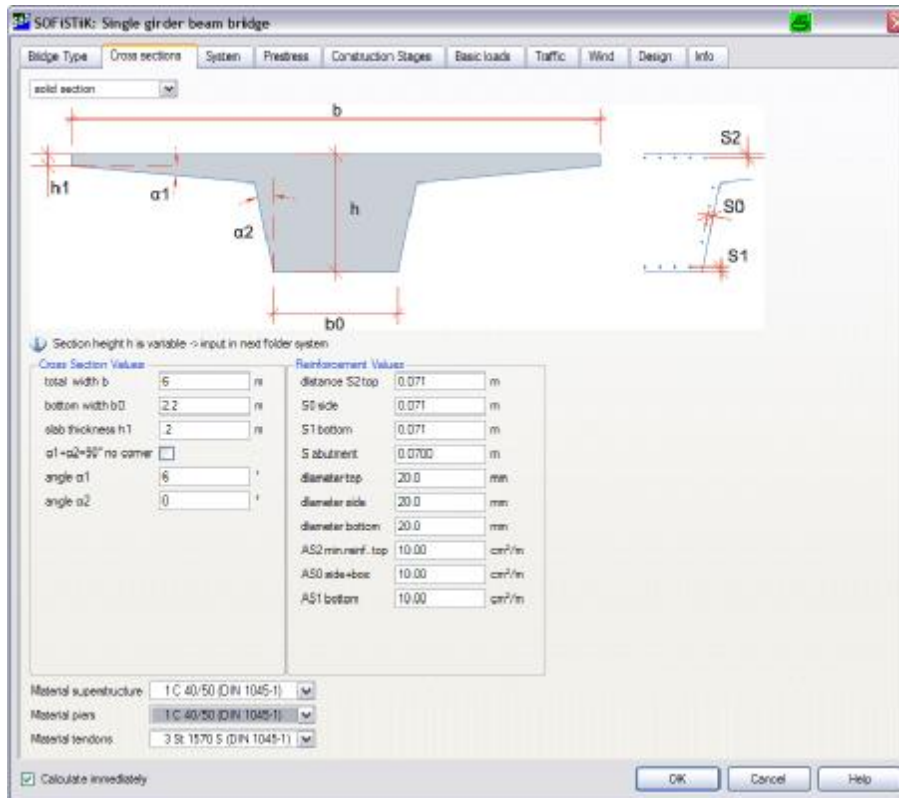 SOFiSTiK: Single girder beam bridge
Bridge Type Cross sections System Prestress Construction Stages Basic loads Traffic Wind Design Info
solid section
b
S2
h1
α1
h
S0
α2
S1
b0
Section height h is variable -> input in next folder system
Cross Section Values
total width b 6 m
bottom width b0 2.2 m
slab thickness h1 .2 m
α1+α2=90° no corner
angle α1 6 °
angle α2 0 °
Reinforcement Values
distance S2 top 0.071 m
S0 side 0.071 m
S1 bottom 0.071 m
S abutment 0.0700 m
diameter top 20.0 mm
diameter side 20.0 mm
diameter bottom 20.0 mm
AS2 min.reinf. top 10.00 cm²/m
AS0 side+box 10.00 cm²/m
AS1 bottom 10.00 cm²/m
Material superstructure 1 C 40/50 (DIN 1045-1)
Material piers 1 C 40/50 (DIN 1045-1)
Material tendons 3 St 1570 S (DIN 1045-1)
Calculate immediately OK Cancel Help